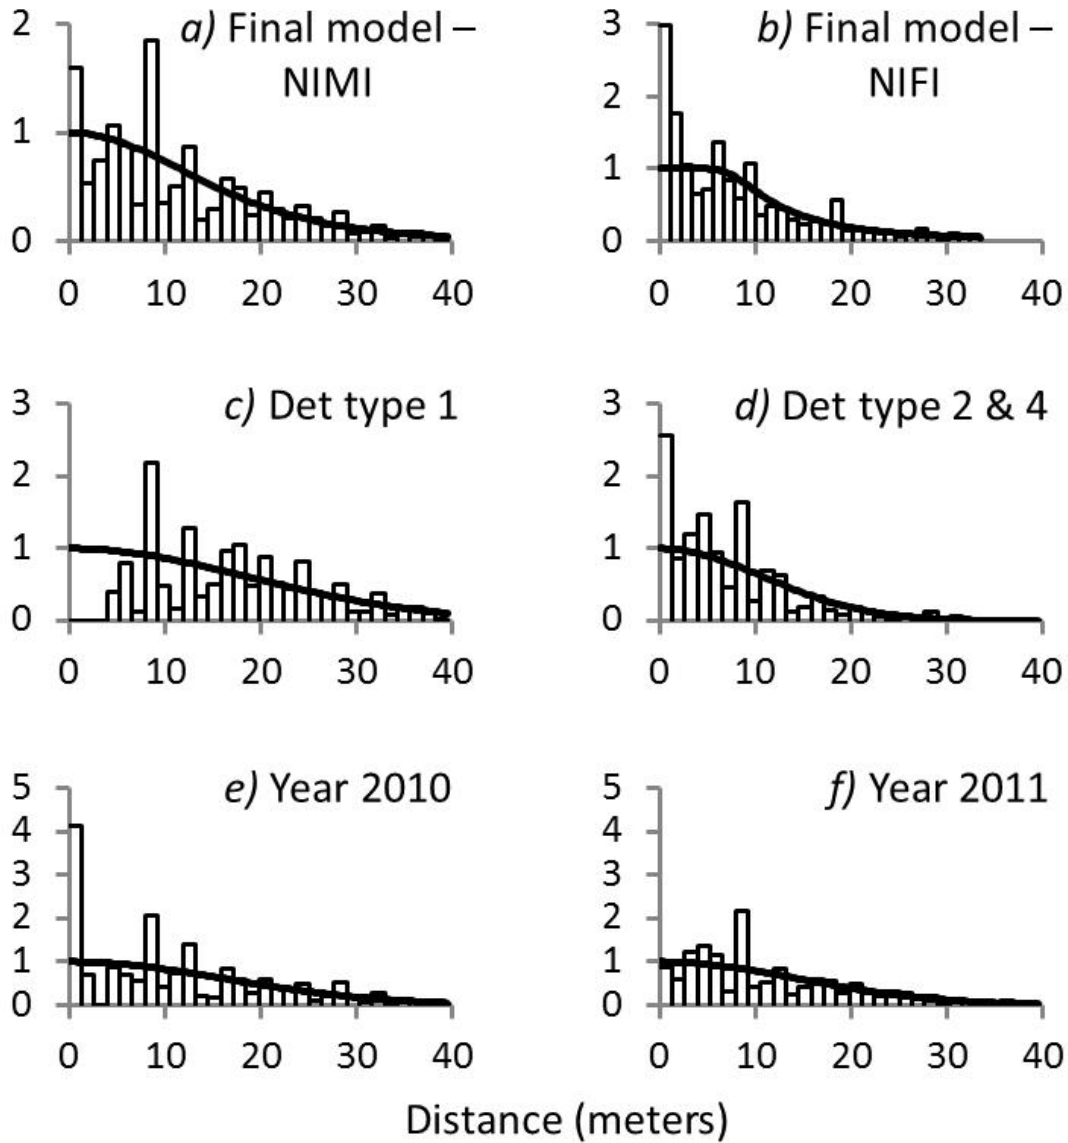 a) Final model –
NIMI
2
1
0
0 10 20 30 40
b) Final model –
NIFI
3
2
1
0
0 10 20 30 40
c) Det type 1
3
2
1
0
0 10 20 30 40
d) Det type 2 & 4
3
2
1
0
0 10 20 30 40
e) Year 2010
5
4
3
2
1
0
0 10 20 30 40
f) Year 2011
5
4
3
2
1
0
0 10 20 30 40
Distance (meters)